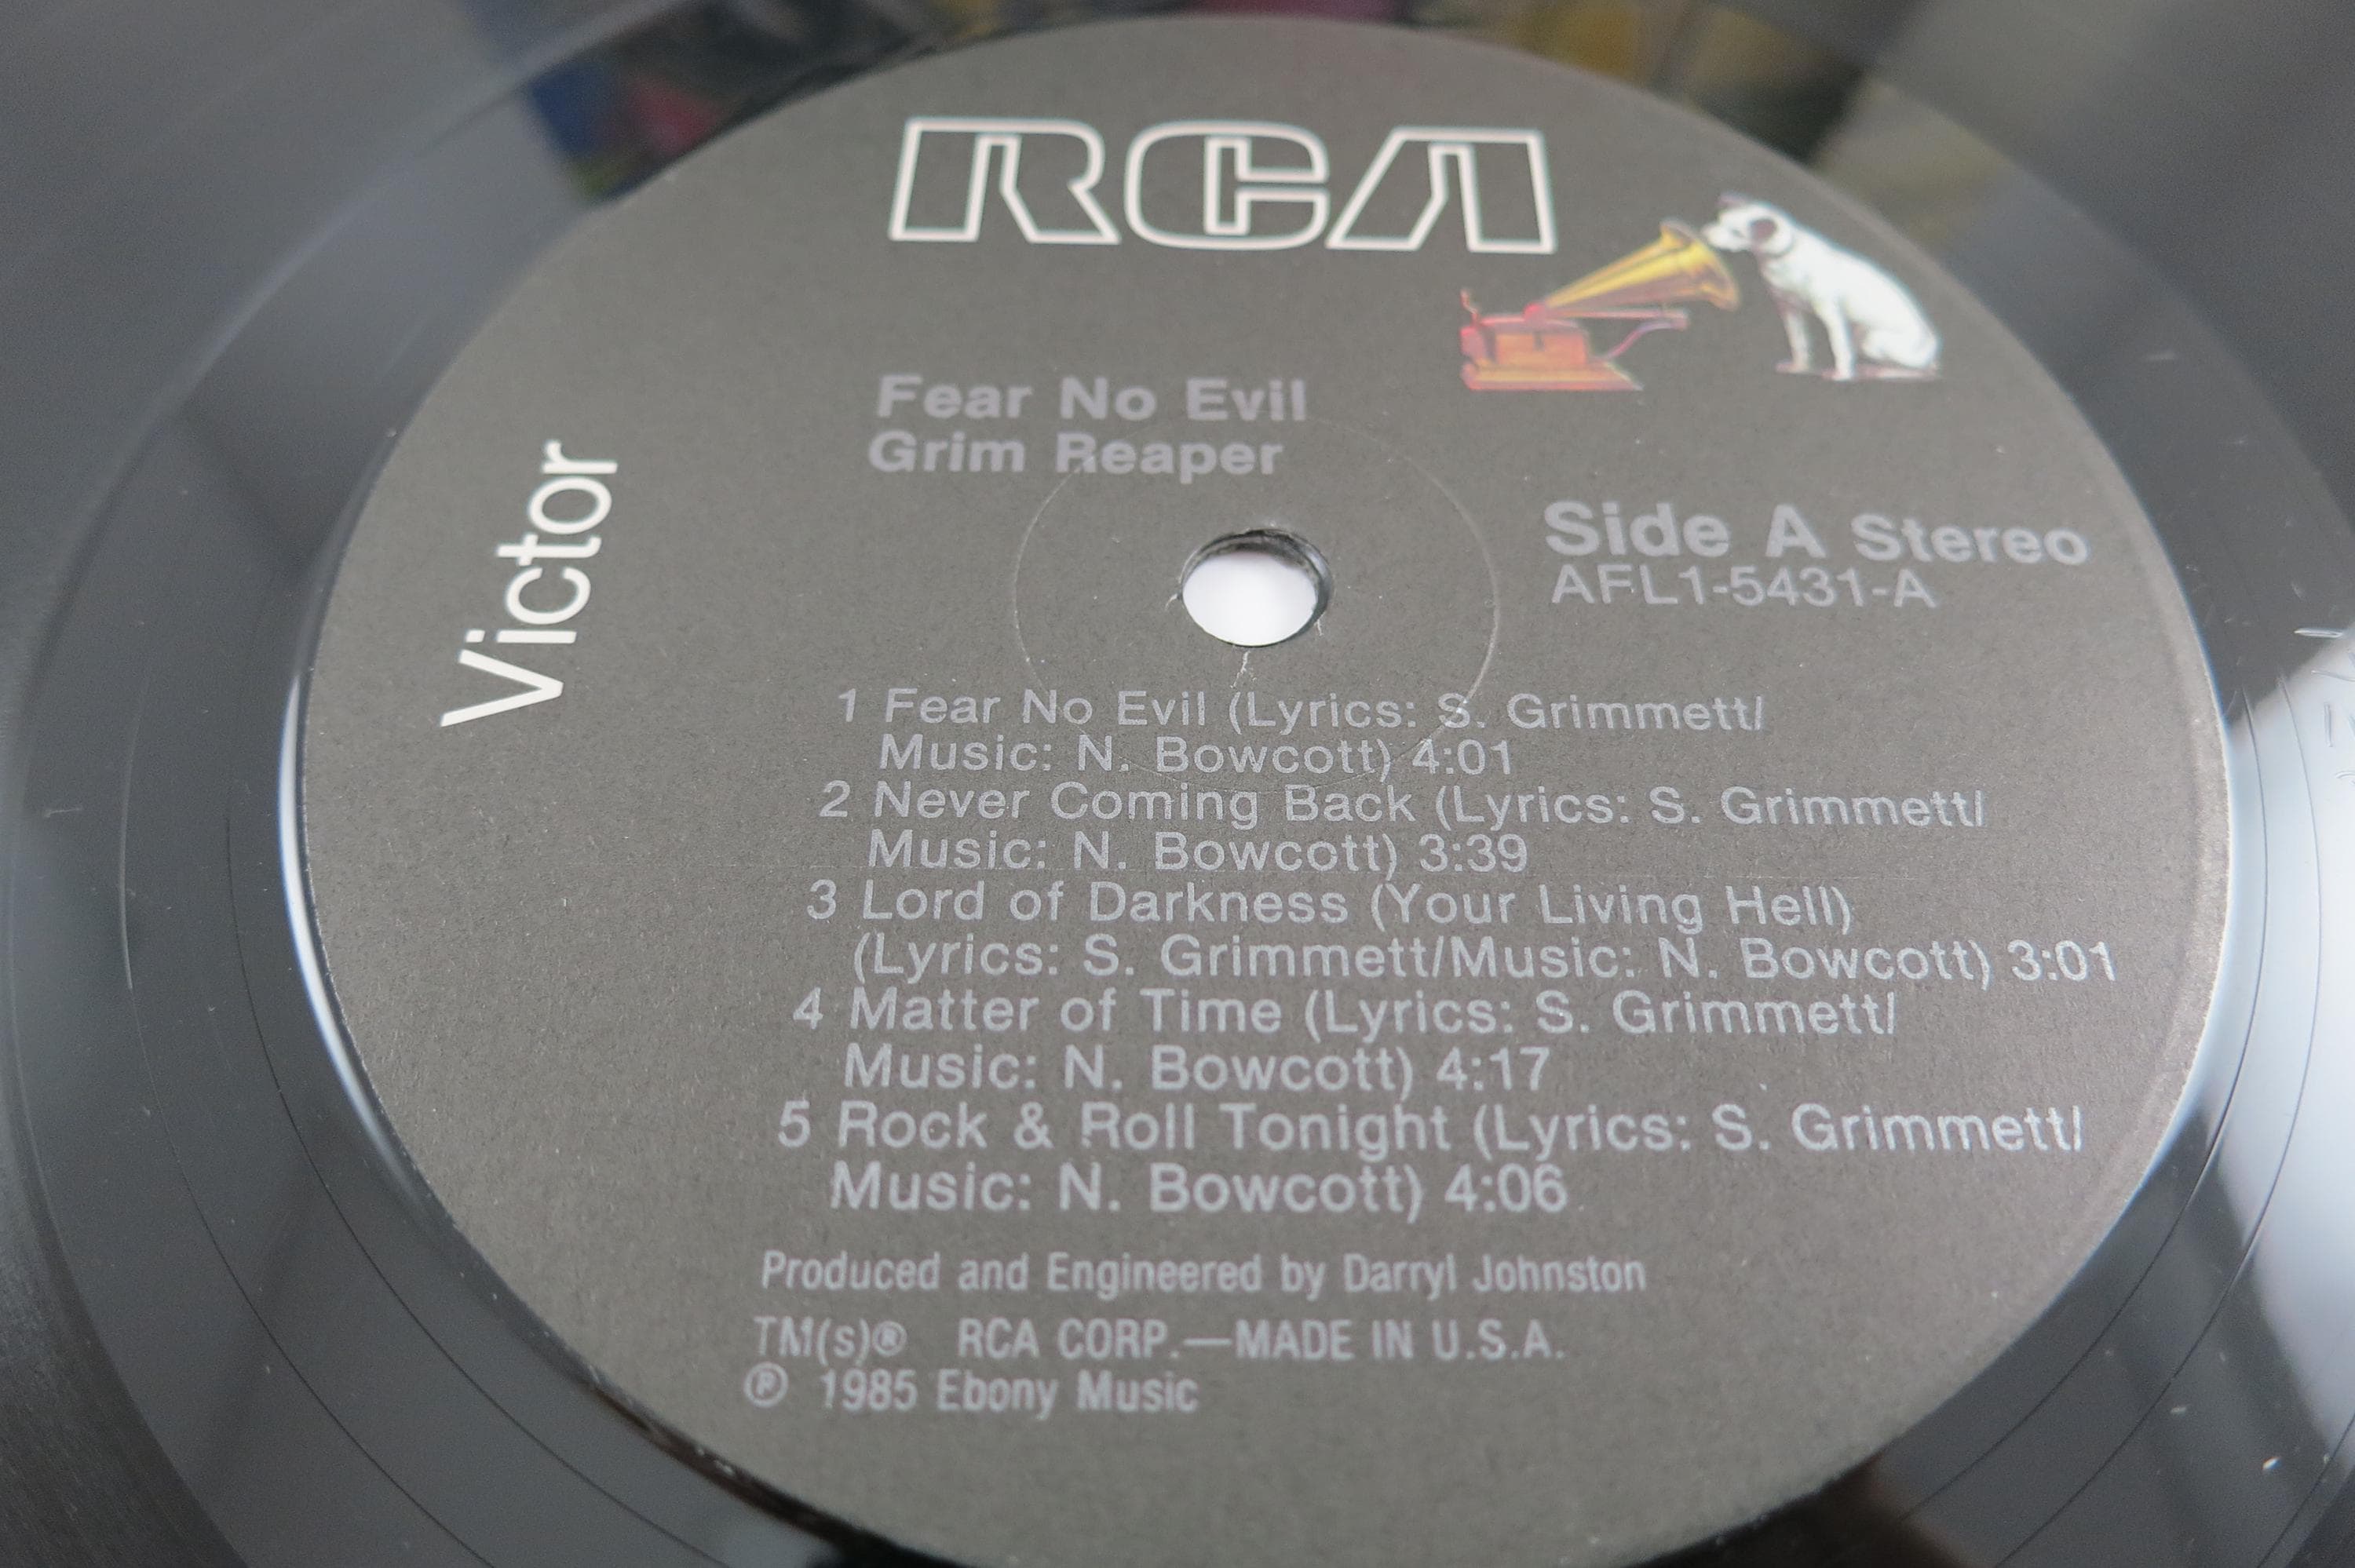 RCA
Victor
Fear No Evil
Grim Reaper
Side A Stereo
AFL1-5431-A
1 Fear No Evil (Lyrics: S. Grimmett/
Music: N. Bowcott) 4:01
2 Never Coming Back (Lyrics: S. Grimmett/
Music: N. Bowcott) 3:39
3 Lord of Darkness (Your Living Hell)
(Lyrics: S. Grimmett/Music: N. Bowcott) 3:01
4 Matter of Time (Lyrics: S. Grimmett/
Music: N. Bowcott) 4:17
5 Rock & Roll Tonight (Lyrics: S. Grimmett/
Music: N. Bowcott) 4:06
Produced and Engineered by Darryl Johnston
TM(s)® RCA CORP.—MADE IN U.S.A.
℗ 1985 Ebony Music